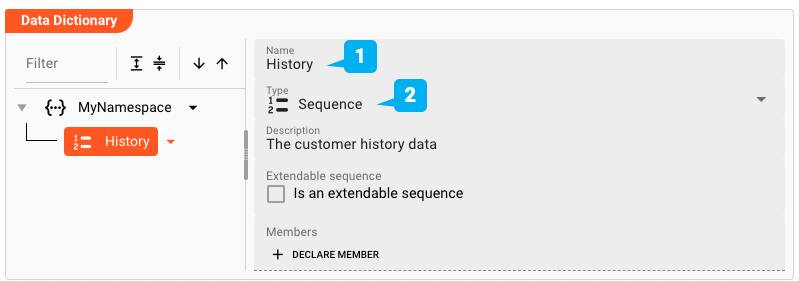 Data Dictionary
Filter
MyNamespace
History
Name
History
1
Type
Sequence
2
Description
The customer history data
Extendable sequence
Is an extendable sequence
Members
+ DECLARE MEMBER